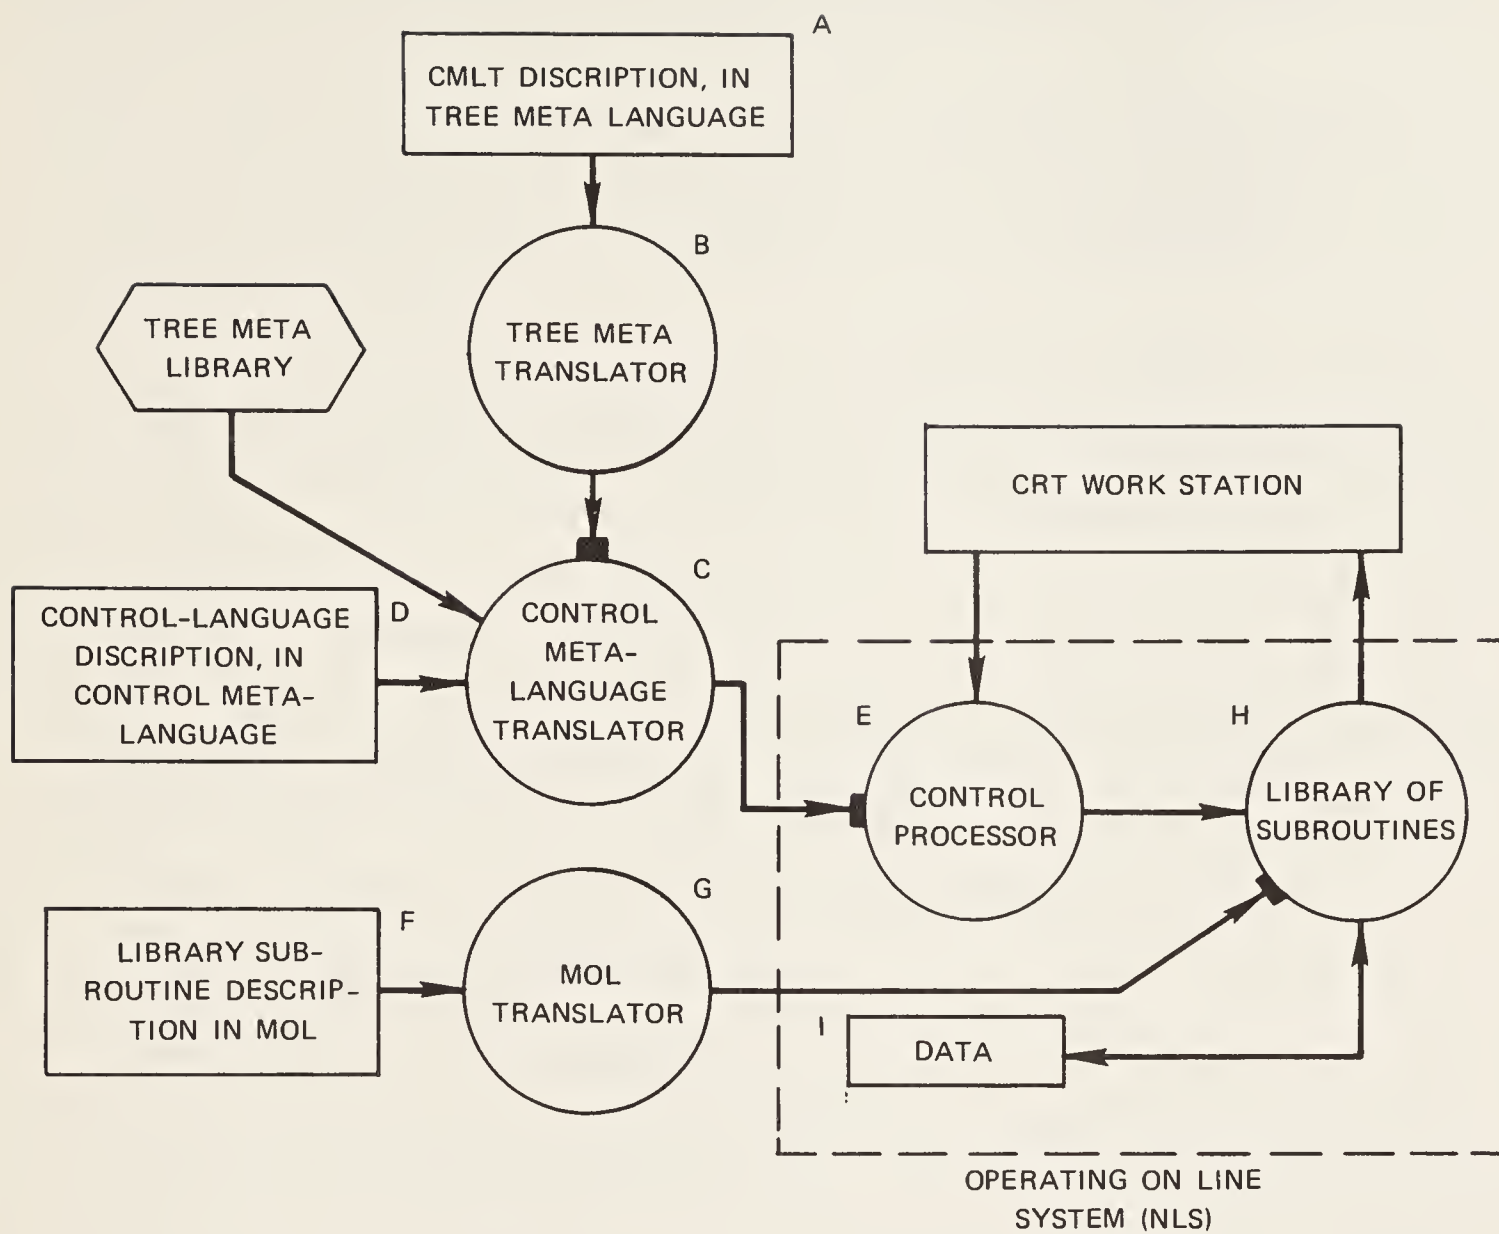 A
CMLT DISCRIPTION, IN
TREE META LANGUAGE
B
TREE META
TRANSLATOR
TREE META
LIBRARY
CRT WORK STATION
C
CONTROL
META-
LANGUAGE
TRANSLATOR
D
CONTROL-LANGUAGE
DISCRIPTION, IN
CONTROL META-
LANGUAGE
E
CONTROL
PROCESSOR
H
LIBRARY OF
SUBROUTINES
F
LIBRARY SUB-
ROUTINE DESCRIP-
TION IN MOL
G
MOL
TRANSLATOR
I
DATA
OPERATING ON LINE
SYSTEM (NLS)